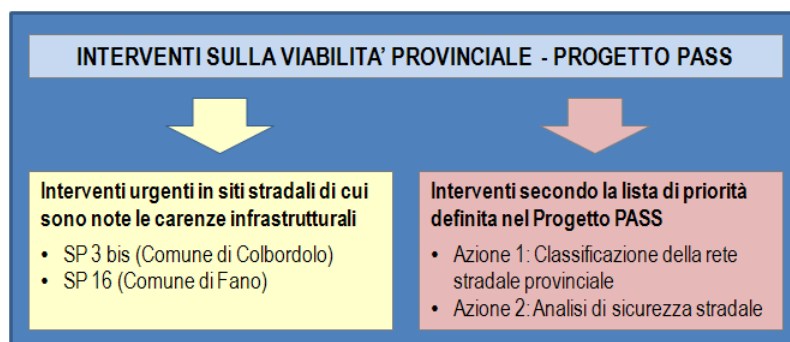 INTERVENTI SULLA VIABILITA' PROVINCIALE - PROGETTO PASS
Interventi urgenti in siti stradali di cui
sono note le carenze infrastrutturali
• SP 3 bis (Comune di Colbordolo)
• SP 16 (Comune di Fano)
Interventi secondo la lista di priorità
definita nel Progetto PASS
• Azione 1: Classificazione della rete
stradale provinciale
• Azione 2: Analisi di sicurezza stradale